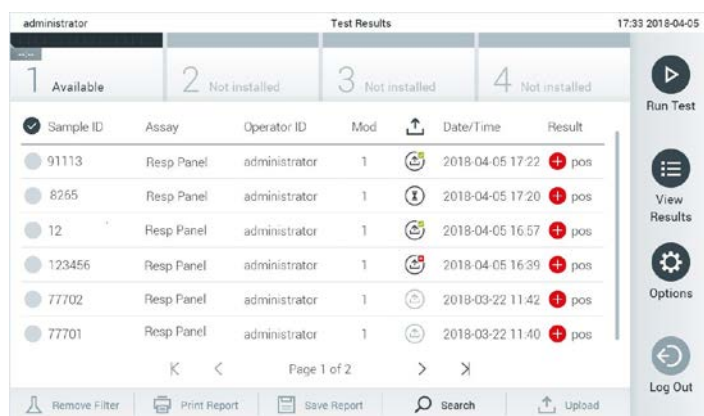 administrator Test Results 17:33 2018-04-05
--:--
1 Available 2 Not installed 3 Not installed 4 Not installed
Run Test
Sample ID Assay Operator ID Mod Date/Time Result
91113 Resp Panel administrator 1 2018-04-05 17:22 pos
8265 Resp Panel administrator 1 2018-04-05 17:20 pos
View
Results
12 Resp Panel administrator 1 2018-04-05 16:57 pos
123456 Resp Panel administrator 1 2018-04-05 16:39 pos
Options
77702 Resp Panel administrator 1 2018-03-22 11:42 pos
77701 Resp Panel administrator 1 2018-03-22 11:40 pos
Page 1 of 2
Log Out
Remove Filter Print Report Save Report Search Upload